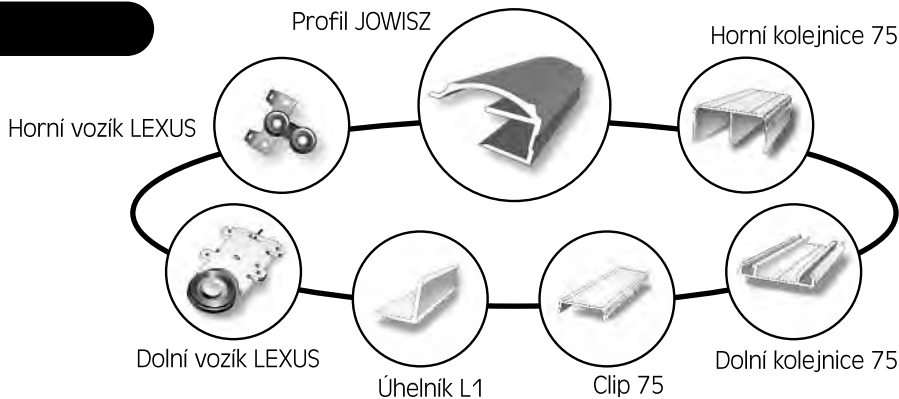 Profil JOWISZ
Horní kolejnice 75
Horní vozík LEXUS
Dolní vozík LEXUS
Úhelník L1
Clip 75
Dolní kolejnice 75